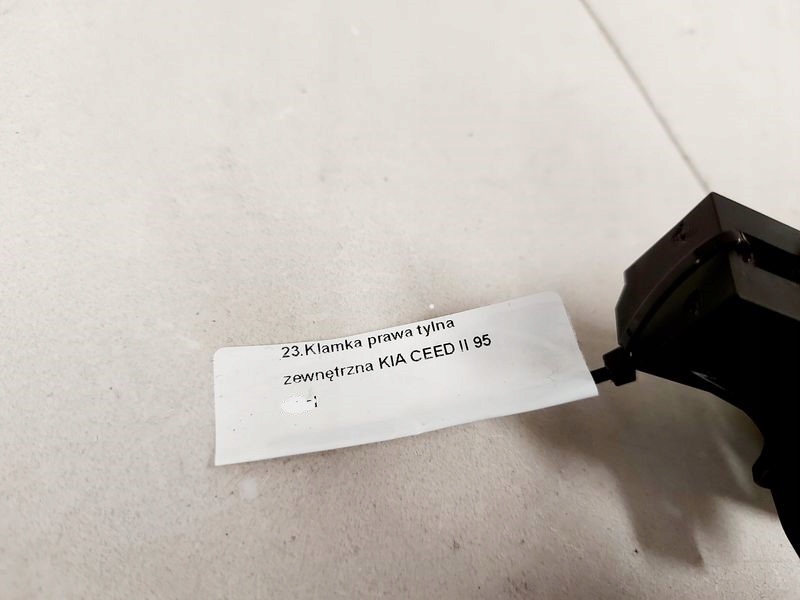 23.Klamka prawa tylna
zewnętrzna KIA CEED II 95